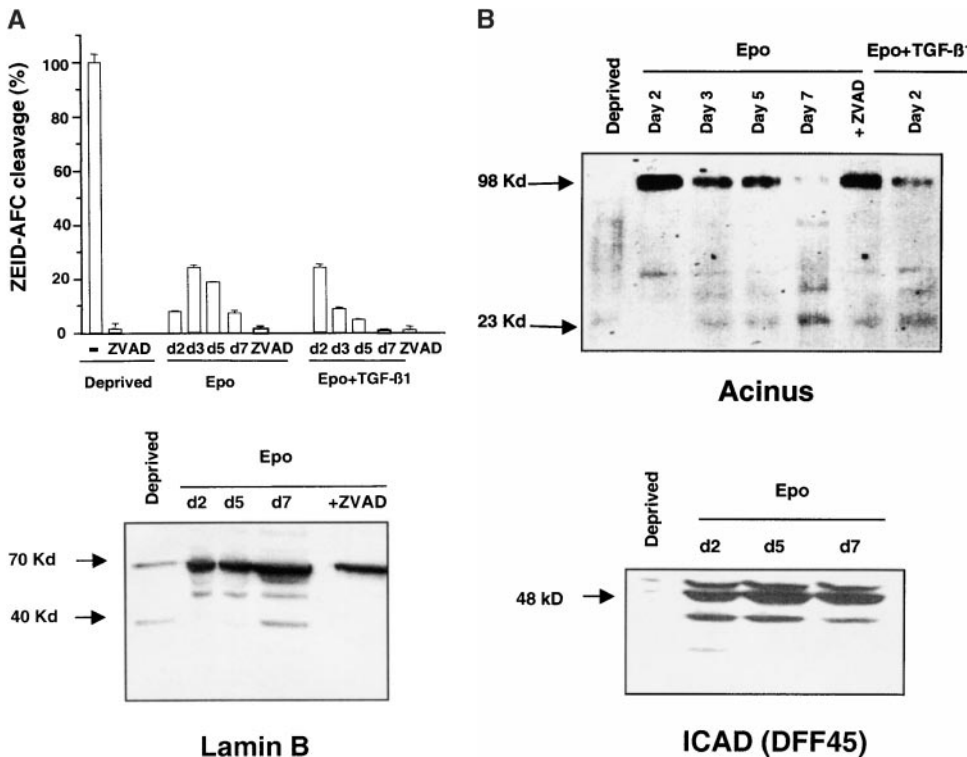 A
ZEID-AFC cleavage (%)
100
80
60
40
20
0
– ZVAD d2 d3 d5 d7 ZVAD d2 d3 d5 d7 ZVAD
Deprived Epo Epo+TGF-ß1
B
Epo Epo+TGF-ß1
Deprived Day 2 Day 3 Day 5 Day 7 + ZVAD Day 2
98 Kd
23 Kd
Acinus
Deprived
Epo
d2 d5 d7 +ZVAD
70 Kd
40 Kd
Lamin B
Deprived
Epo
d2 d5 d7
48 kD
ICAD (DFF45)